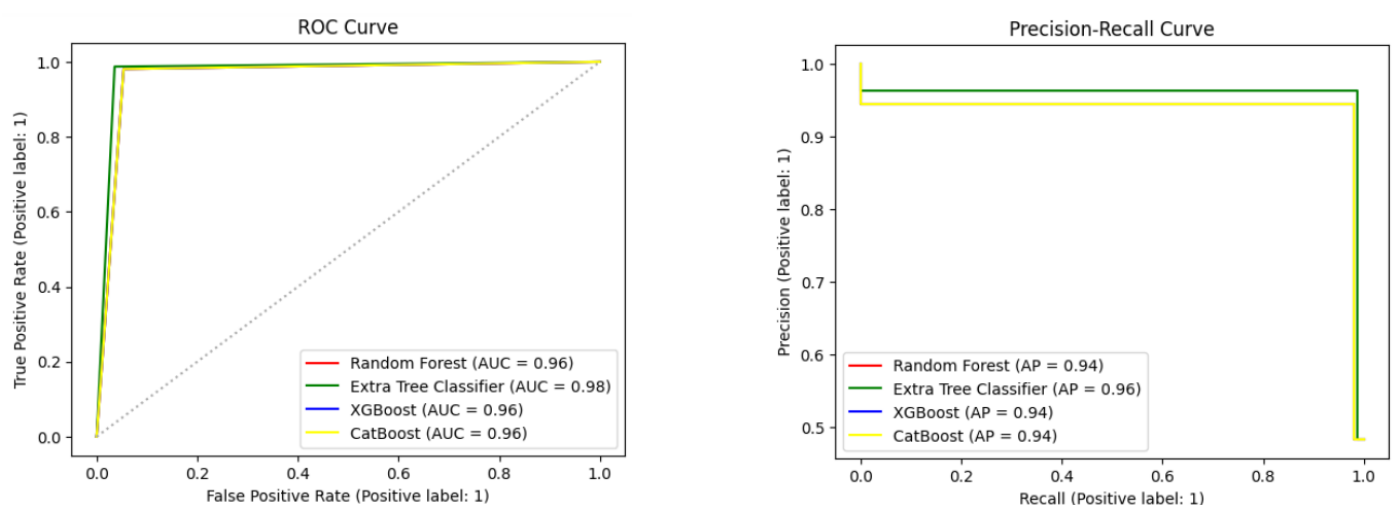 ROC Curve
True Positive Rate (Positive label: 1)
1.0
0.8
0.6
0.4
0.2
0.0
Random Forest (AUC = 0.96)
Extra Tree Classifier (AUC = 0.98)
XGBoost (AUC = 0.96)
CatBoost (AUC = 0.96)
0.0 0.2 0.4 0.6 0.8 1.0
False Positive Rate (Positive label: 1)
Precision-Recall Curve
Precision (Positive label: 1)
1.0
0.9
0.8
0.7
0.6
0.5
Random Forest (AP = 0.94)
Extra Tree Classifier (AP = 0.96)
XGBoost (AP = 0.94)
CatBoost (AP = 0.94)
0.0 0.2 0.4 0.6 0.8 1.0
Recall (Positive label: 1)